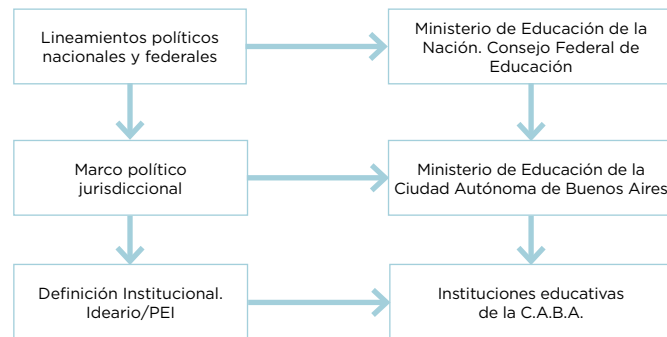 Lineamientos políticos
nacionales y federales
Ministerio de Educación de la
Nación. Consejo Federal de
Educación
Marco político
jurisdiccional
Ministerio de Educación de la
Ciudad Autónoma de Buenos Aires
Definición Institucional.
Ideario/PEI
Instituciones educativas
de la C.A.B.A.